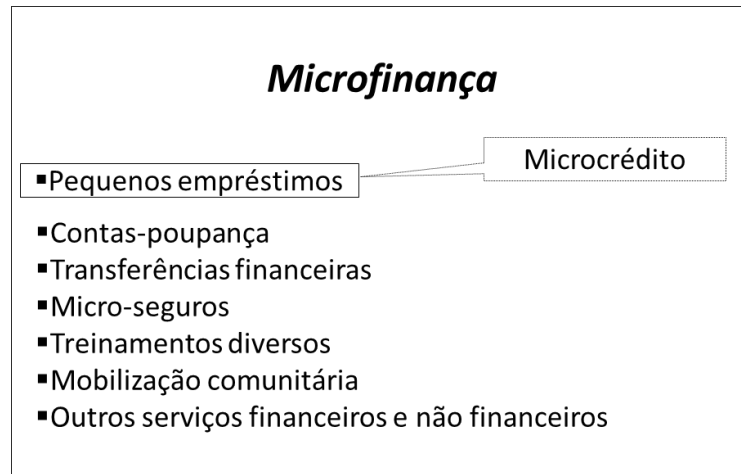 Microfinança
Microcrédito
▪Pequenos empréstimos
▪Contas-poupança
▪Transferências financeiras
▪Micro-seguros
▪Treinamentos diversos
▪Mobilização comunitária
▪Outros serviços financeiros e não financeiros